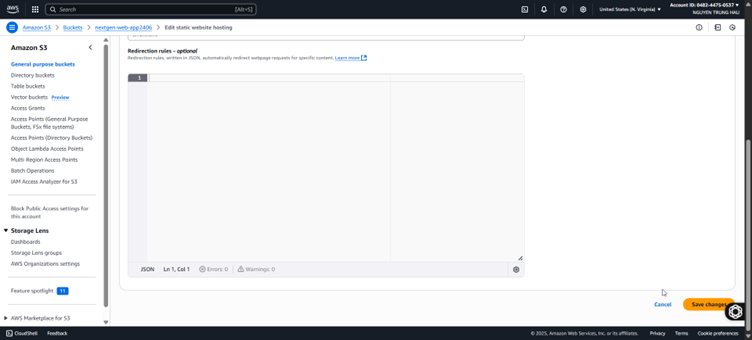 aws
Search [Alt+S]
United States (N. Virginia)
Account ID: 0482-4475-0537
NGUYEN TRUNG HAU
Amazon S3 > Buckets > nextgen-web-app2406 > Edit static website hosting
Amazon S3
General purpose buckets
Directory buckets
Table buckets
Vector buckets Preview
Access Grants
Access Points (General Purpose
Buckets, FSx file systems)
Access Points (Directory Buckets)
Object Lambda Access Points
Multi-Region Access Points
Batch Operations
IAM Access Analyzer for S3
Block Public Access settings for
this account
Storage Lens
Dashboards
Storage Lens groups
AWS Organizations settings
Feature spotlight 11
AWS Marketplace for S3
Redirection rules – optional
Redirection rules, written in JSON, automatically redirect webpage requests for specific content. Learn more
1
JSON Ln 1, Col 1 Errors: 0 Warnings: 0
Cancel Save changes
CloudShell Feedback
© 2025, Amazon Web Services, Inc. or its affiliates. Privacy Terms Cookie preferences